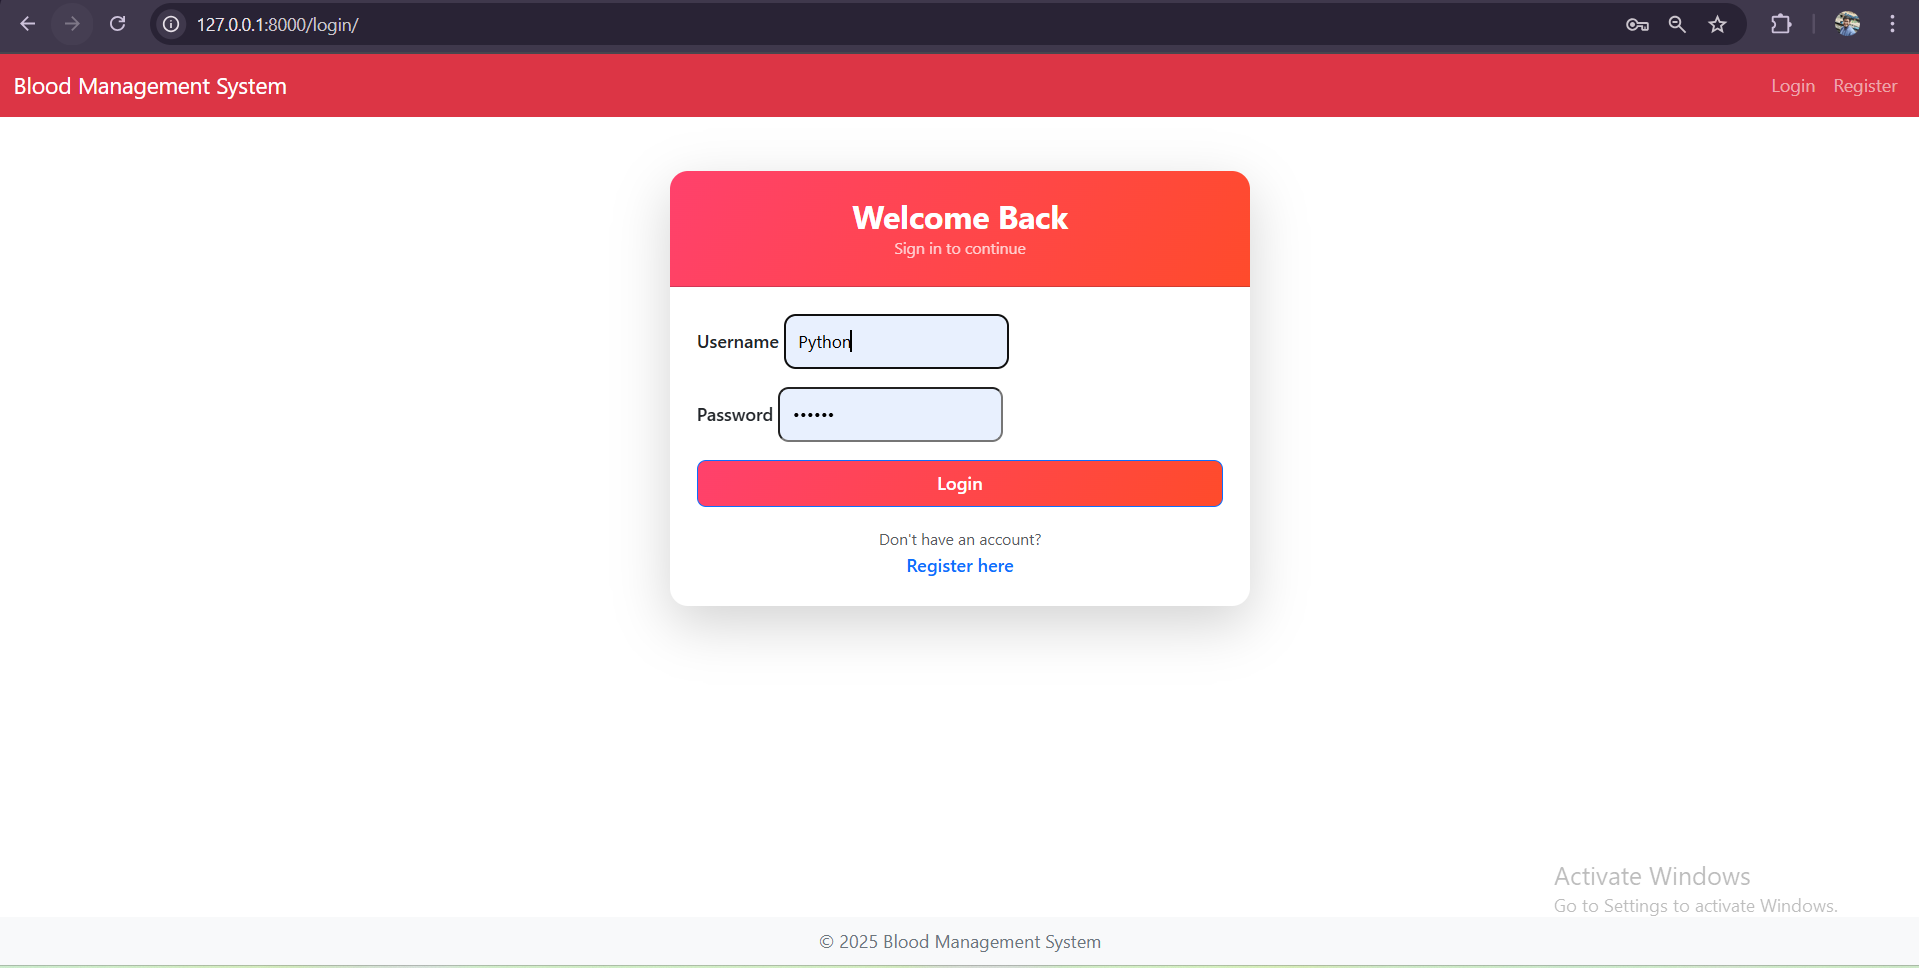 127.0.0.1:8000/login/
Blood Management System
Login Register
Welcome Back
Sign in to continue
Username Python
Password ••••••
Login
Don't have an account?
Register here
Activate Windows
Go to Settings to activate Windows.
© 2025 Blood Management System